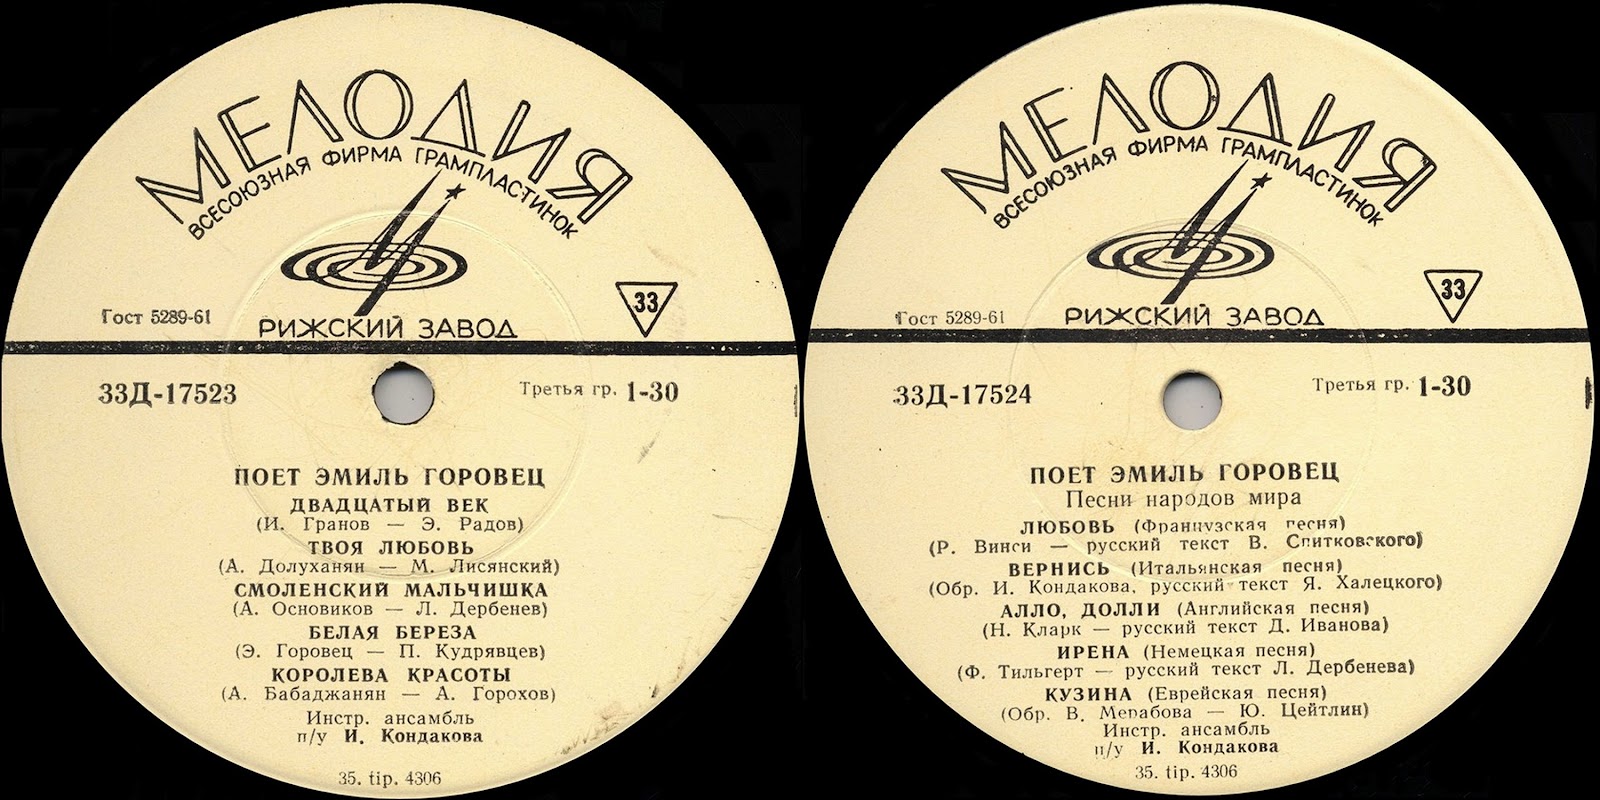 МЕЛОДИЯ
ВСЕСОЮЗНАЯ ФИРМА ГРАМПЛАСТИНОК
Гост 5289-61
РИЖСКИЙ ЗАВОД
33
33Д-17523
Третья гр. 1-30
ПОЕТ ЭМИЛЬ ГОРОВЕЦ
ДВАДЦАТЫЙ ВЕК
(И. Гранов — Э. Радов)
ТВОЯ ЛЮБОВЬ
(А. Долуханян — М. Лисянский)
СМОЛЕНСКИЙ МАЛЬЧИШКА
(А. Основиков — Л. Дербенев)
БЕЛАЯ БЕРЕЗА
(Э. Горовец — П. Кудрявцев)
КОРОЛЕВА КРАСОТЫ
(А. Бабаджанян — А. Горохов)
Инстр. ансамбль
п/у И. Кондакова
35. tip. 4306
МЕЛОДИЯ
ВСЕСОЮЗНАЯ ФИРМА ГРАМПЛАСТИНОК
Гост 5289-61
РИЖСКИЙ ЗАВОД
33
33Д-17524
Третья гр. 1-30
ПОЕТ ЭМИЛЬ ГОРОВЕЦ
Песни народов мира
ЛЮБОВЬ (Французская песня)
(Р. Винси — русский текст В. Спитковского)
ВЕРНИСЬ (Итальянская песня)
(Обр. И. Кондакова, русский текст Я. Халецкого)
АЛЛО, ДОЛЛИ (Английская песня)
(Н. Кларк — русский текст Д. Иванова)
ИРЕНА (Немецкая песня)
(Ф. Тильгерт — русский текст Л. Дербенева)
КУЗИНА (Еврейская песня)
(Обр. В. Мерабова — Ю. Цейтлин)
Инстр. ансамбль
п/у И. Кондакова
35. tip. 4306